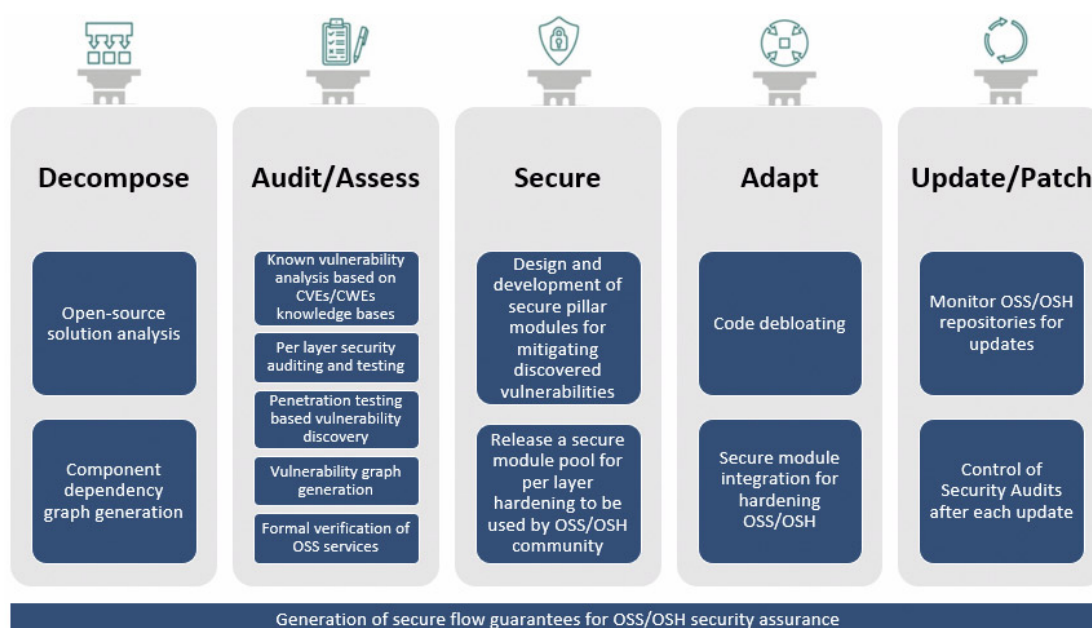 Decompose
Open-source
solution analysis
Component
dependency
graph generation
Audit/Assess
Known vulnerability
analysis based on
CVEs/CWEs
knowledge bases
Per layer security
auditing and testing
Penetration testing
based vulnerability
discovery
Vulnerability graph
generation
Formal verification of
OSS services
Secure
Design and
development of
secure pillar
modules for
mitigating
discovered
vulnerabilities
Release a secure
module pool for
per layer
hardening to be
used by OSS/OSH
community
Adapt
Code debloating
Secure module
integration for
hardening
OSS/OSH
Update/Patch
Monitor OSS/OSH
repositories for
updates
Control of
Security Audits
after each update
Generation of secure flow guarantees for OSS/OSH security assurance